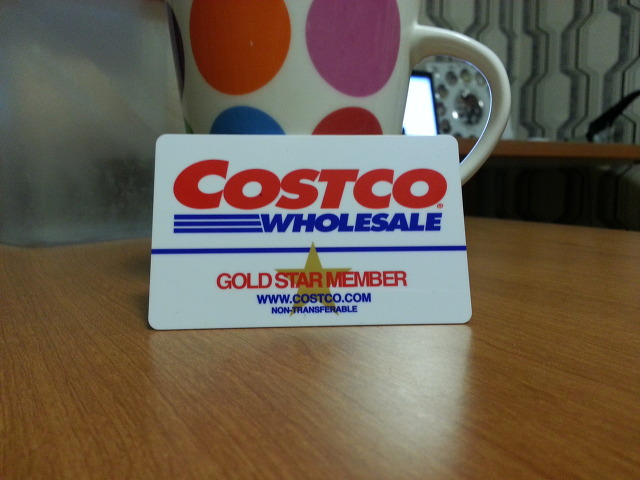 COSTCO®
WHOLESALE
GOLD STAR MEMBER
WWW.COSTCO.COM
NON-TRANSFERABLE